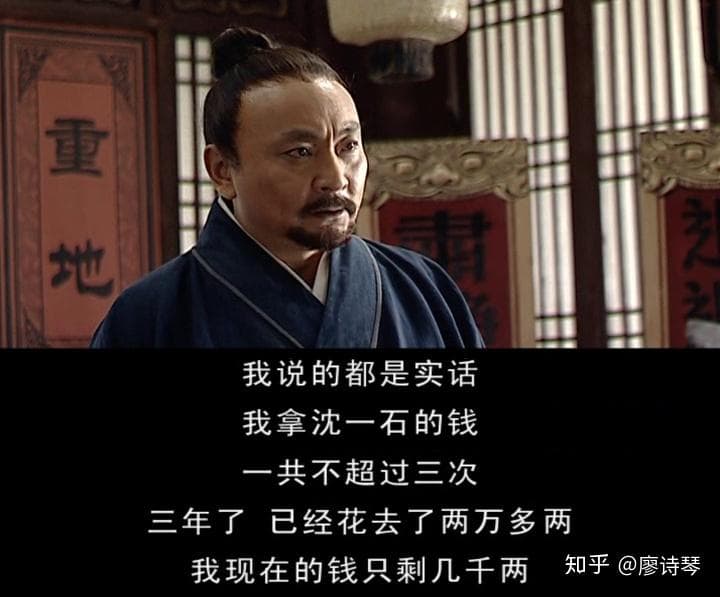 重地
肃
我说的都是实话
我拿沈一石的钱
一共不超过三次
三年了 已经花去了两万多两
我现在的钱只剩几千两
知乎 @廖诗琴